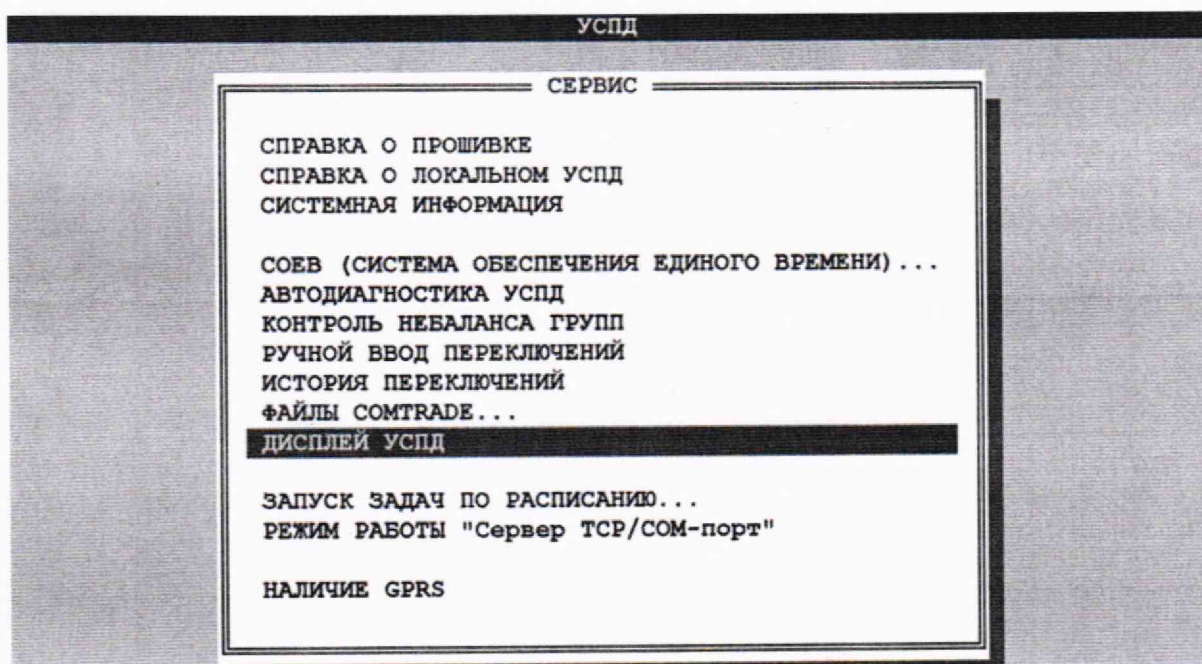 УСПД
СЕРВИС
СПРАВКА О ПРОШИВКЕ
СПРАВКА О ЛОКАЛЬНОМ УСПД
СИСТЕМНАЯ ИНФОРМАЦИЯ
СОЕВ (СИСТЕМА ОБЕСПЕЧЕНИЯ ЕДИНОГО ВРЕМЕНИ)...
АВТОДИАГНОСТИКА УСПД
КОНТРОЛЬ НЕБАЛАНСА ГРУПП
РУЧНОЙ ВВОД ПЕРЕКЛЮЧЕНИЙ
ИСТОРИЯ ПЕРЕКЛЮЧЕНИЙ
ФАЙЛЫ COMTRADE...
ДИСПЛЕЙ УСПД
ЗАПУСК ЗАДАЧ ПО РАСПИСАНИЮ...
РЕЖИМ РАБОТЫ "Сервер TCP/COM-порт"
НАЛИЧИЕ GPRS